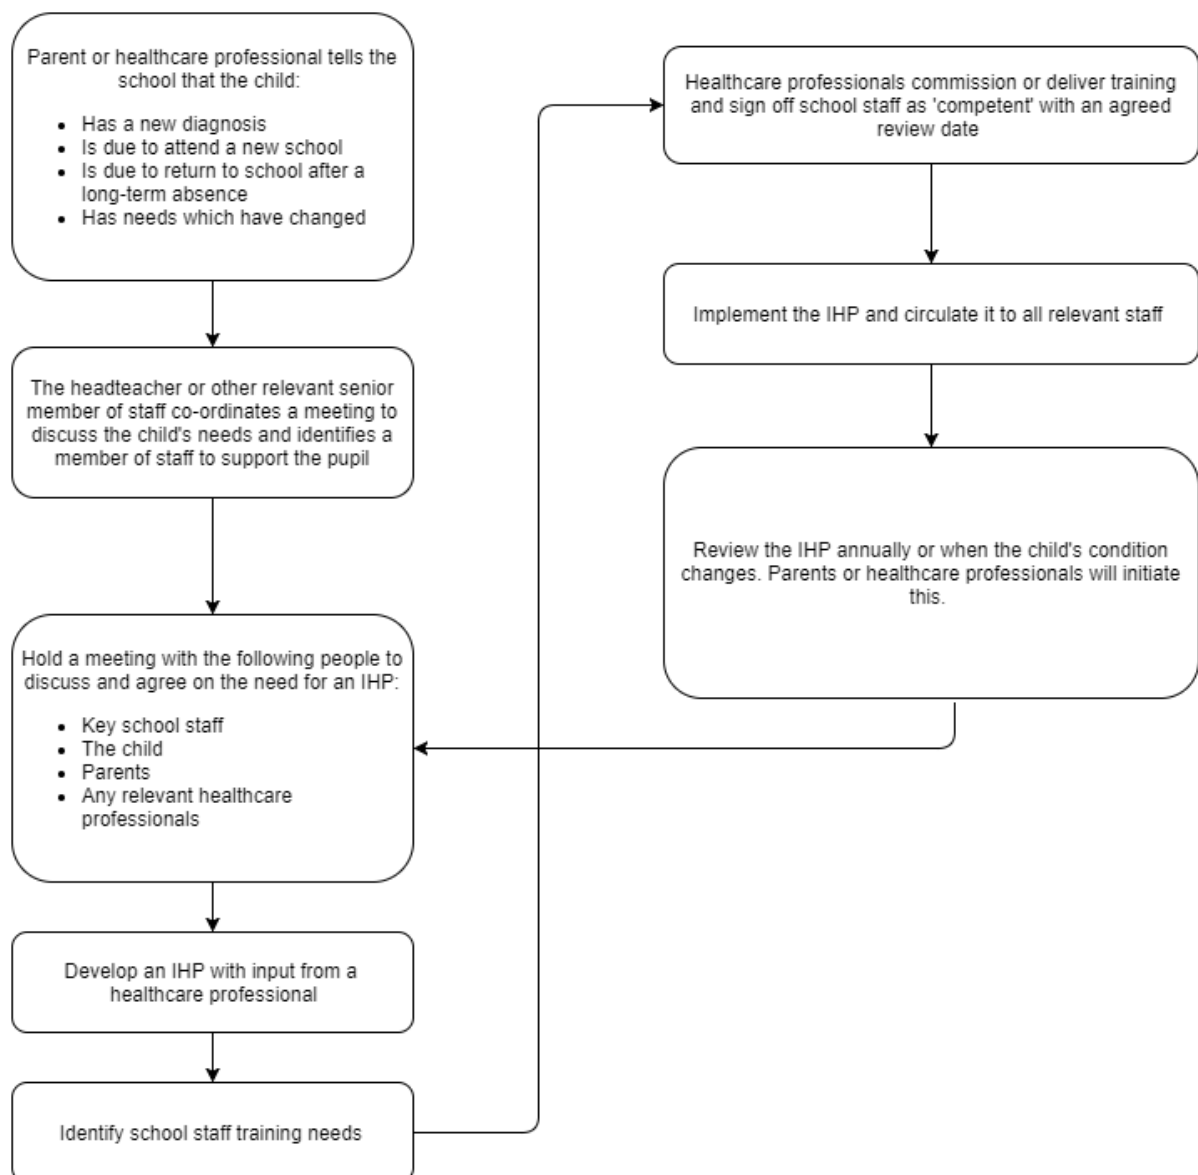 Parent or healthcare professional tells the
school that the child:
• Has a new diagnosis
• Is due to attend a new school
• Is due to return to school after a
long-term absence
• Has needs which have changed
The headteacher or other relevant senior
member of staff co-ordinates a meeting to
discuss the child's needs and identifies a
member of staff to support the pupil
Hold a meeting with the following people to
discuss and agree on the need for an IHP:
• Key school staff
• The child
• Parents
• Any relevant healthcare
professionals
Develop an IHP with input from a
healthcare professional
Identify school staff training needs
Healthcare professionals commission or deliver training
and sign off school staff as 'competent' with an agreed
review date
Implement the IHP and circulate it to all relevant staff
Review the IHP annually or when the child's condition
changes. Parents or healthcare professionals will initiate
this.